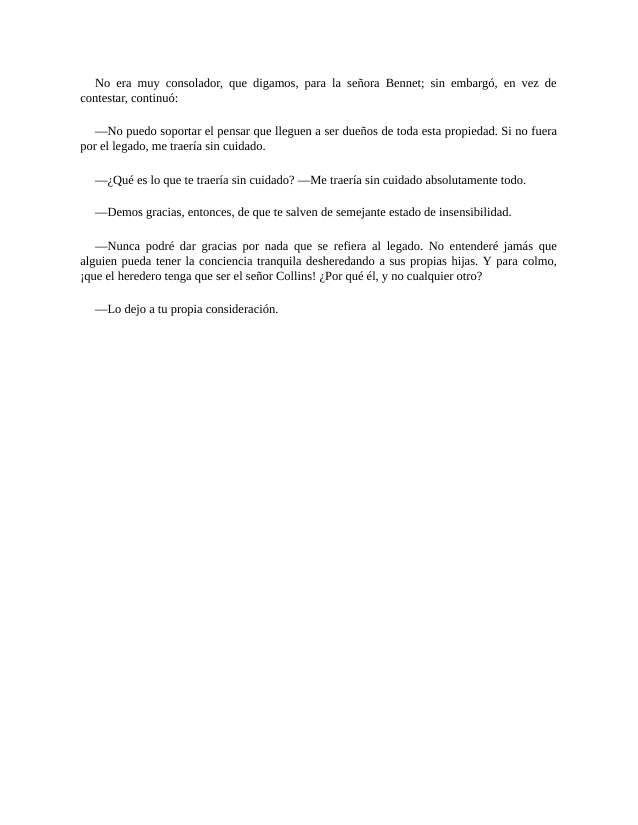 No era muy consolador, que digamos, para la señora Bennet; sin embargó, en vez de
contestar, continuó:
—No puedo soportar el pensar que lleguen a ser dueños de toda esta propiedad. Si no fuera
por el legado, me traería sin cuidado.
—¿Qué es lo que te traería sin cuidado? —Me traería sin cuidado absolutamente todo.
—Demos gracias, entonces, de que te salven de semejante estado de insensibilidad.
—Nunca podré dar gracias por nada que se refiera al legado. No entenderé jamás que
alguien pueda tener la conciencia tranquila desheredando a sus propias hijas. Y para colmo,
¡que el heredero tenga que ser el señor Collins! ¿Por qué él, y no cualquier otro?
—Lo dejo a tu propia consideración.